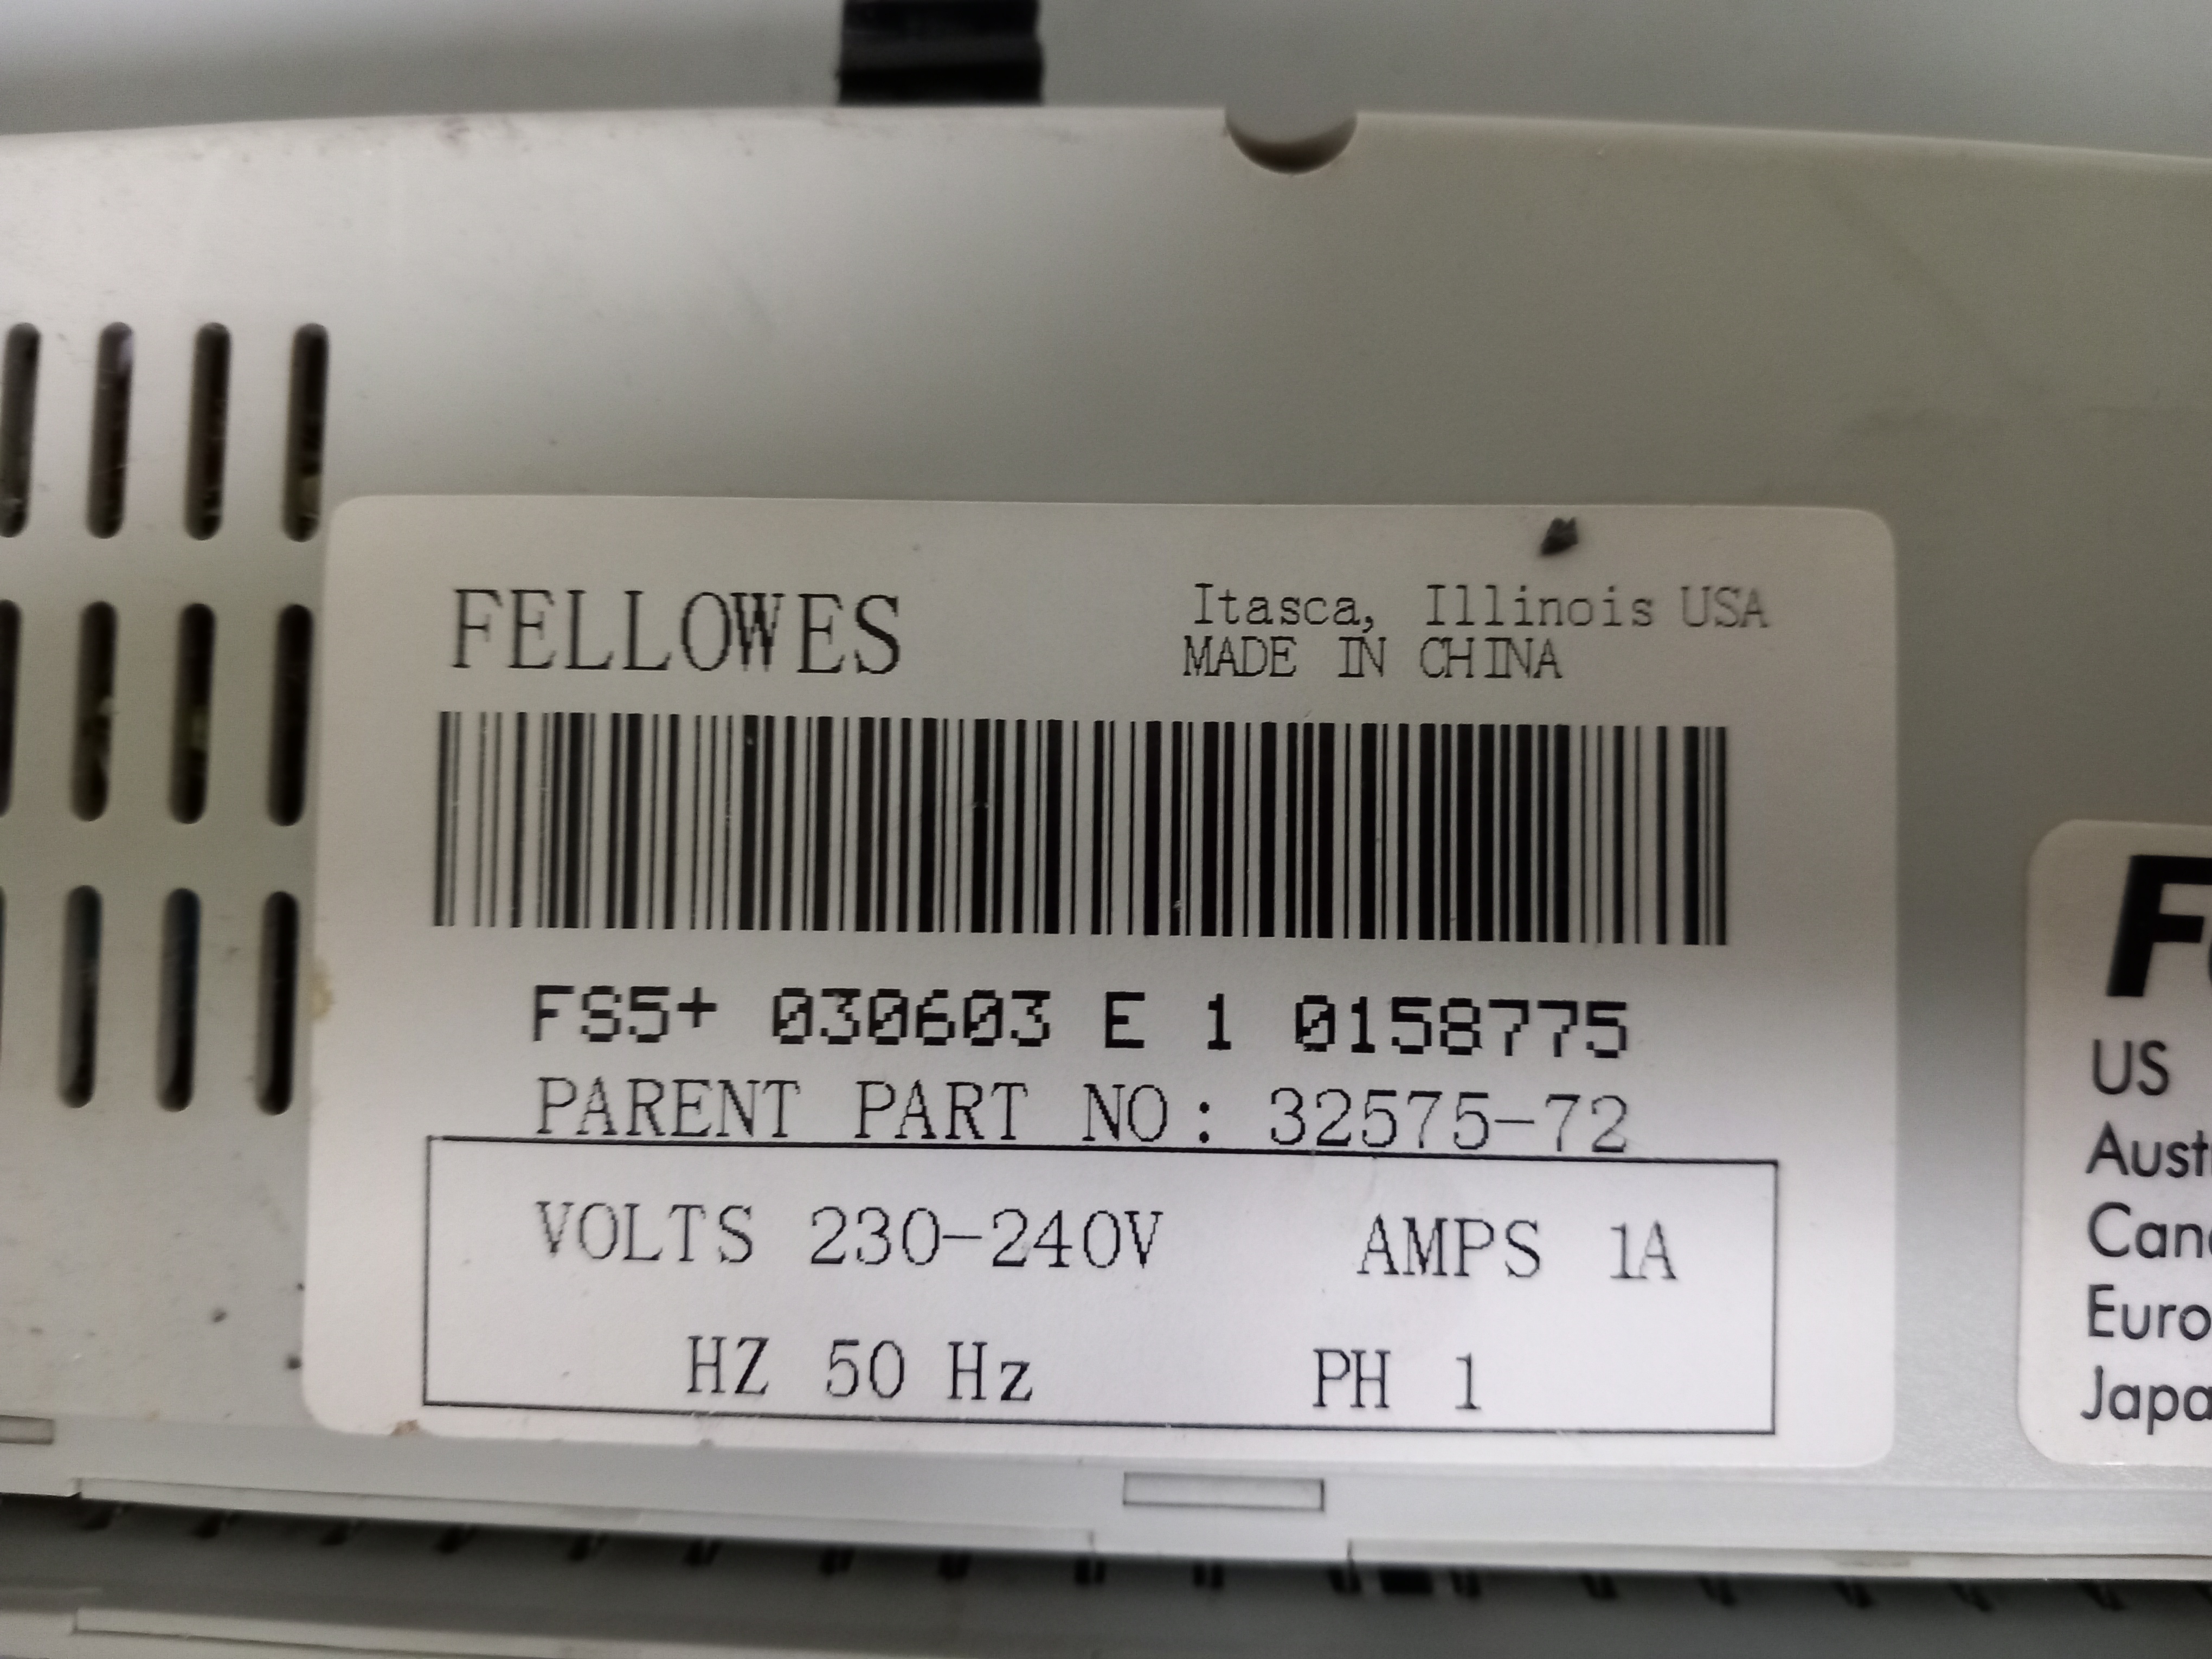 FELLOWES
Itasca, Illinois USA
MADE IN CHINA
FS5+ 030603 E 1 0158775
PARENT PART NO: 32575-72
VOLTS 230-240V AMPS 1A
HZ 50 Hz PH 1
US